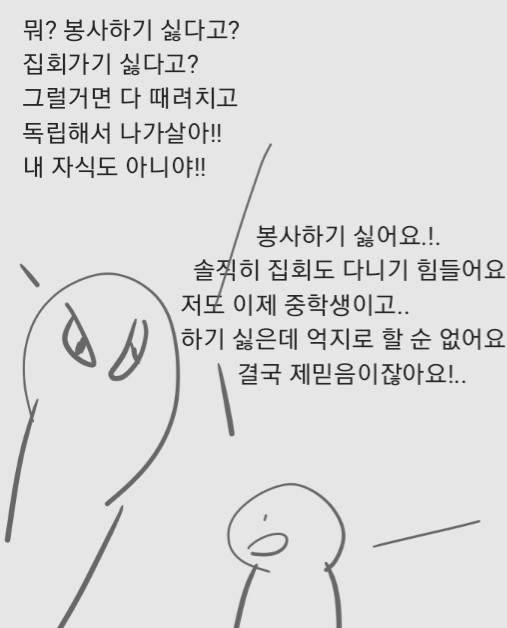 뭐? 봉사하기 싫다고?
집회가기 싫다고?
그럴거면 다 때려치고
독립해서 나가살아!!
내 자식도 아니야!!
봉사하기 싫어요.!.
솔직히 집회도 다니기 힘들어요
저도 이제 중학생이고..
하기 싫은데 억지로 할 순 없어요
결국 제믿음이잖아요!..